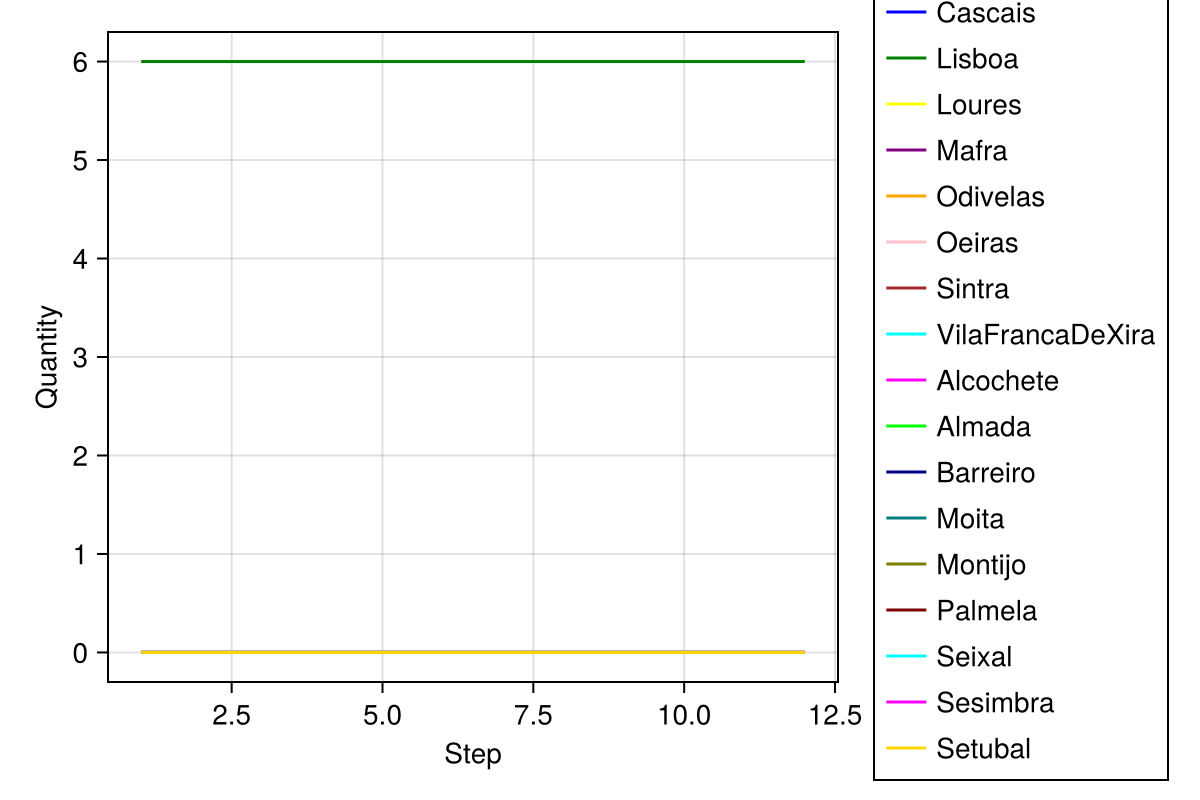 6
5
4
3
2
1
0
Quantity
2.5 5.0 7.5 10.0 12.5
Step
Cascais
Lisboa
Loures
Mafra
Odivelas
Oeiras
Sintra
VilaFrancaDeXira
Alcochete
Almada
Barreiro
Moita
Montijo
Palmela
Seixal
Sesimbra
Setubal